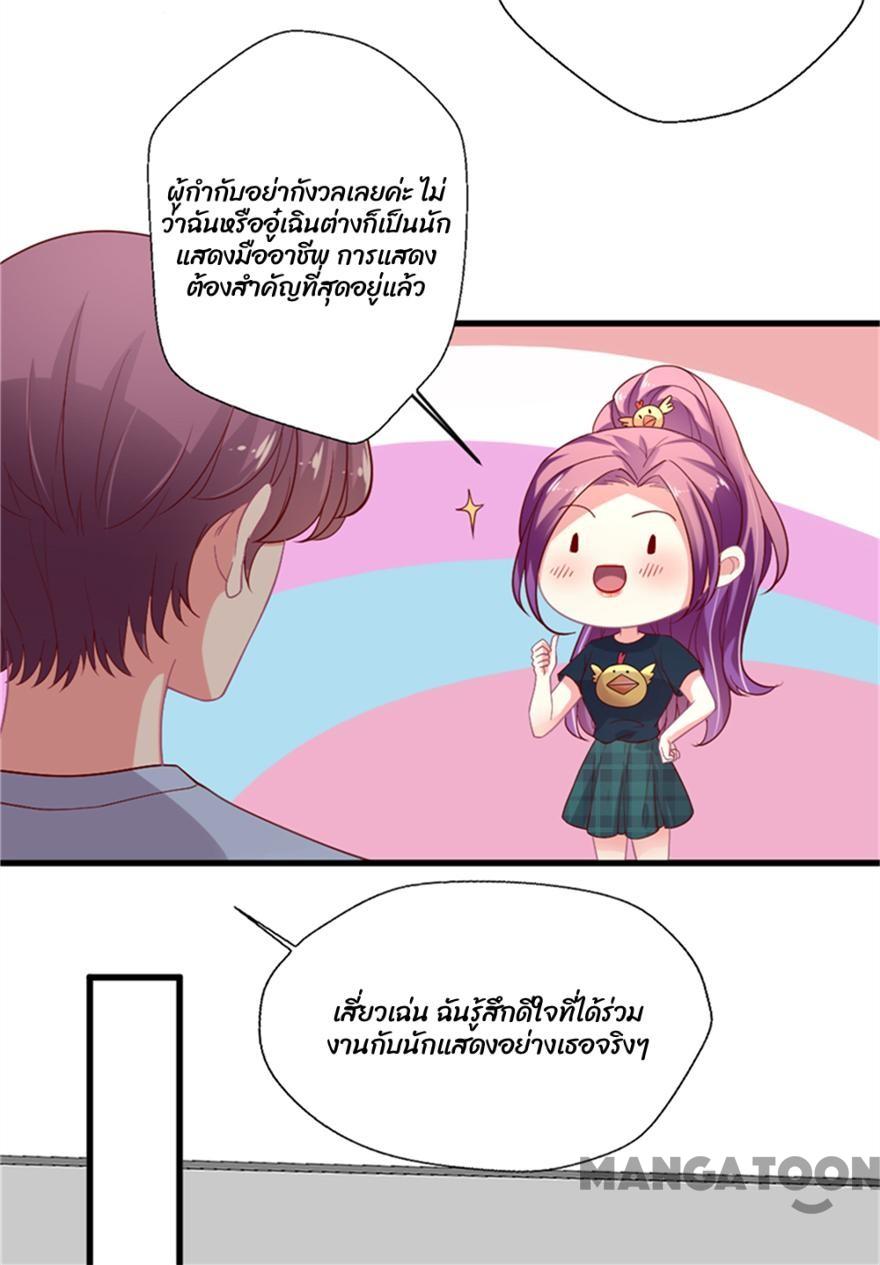 ผู้กำกับอย่ากังวลเลยค่ะ ไม่
ว่าฉันหรืออู๋เฉินต่างก็เป็นนัก
แสดงมืออาชีพ การแสดง
ต้องสำคัญที่สุดอยู่แล้ว
เสี่ยวเฉ่น ฉันรู้สึกดีใจที่ได้ร่วม
งานกับนักแสดงอย่างเธอจริงๆ
MANGATOON